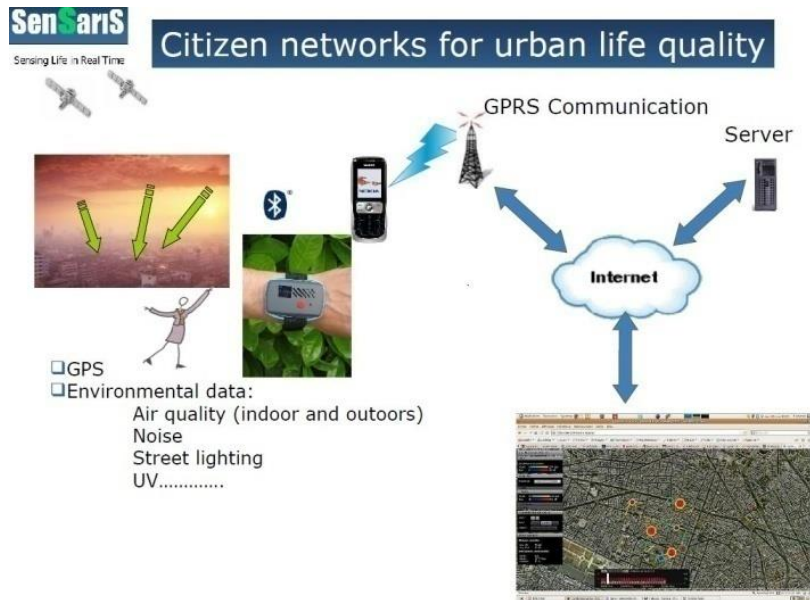 SenSariS
Sensing Life in Real Time
Citizen networks for urban life quality
GPRS Communication
Server
Internet
GPS
Environmental data:
Air quality (indoor and outoors)
Noise
Street lighting
UV.............